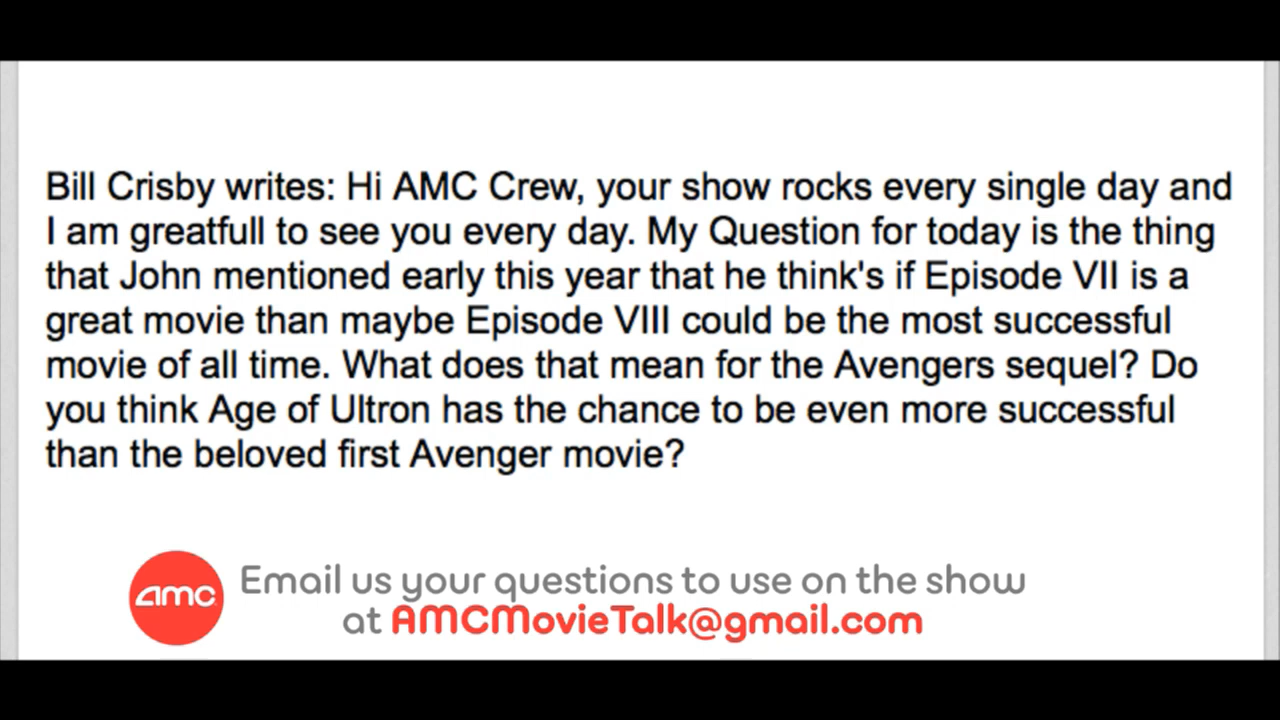 Bill Crisby writes: Hi AMC Crew, your show rocks every single day and
I am greatfull to see you every day. My Question for today is the thing
that John mentioned early this year that he think's if Episode VII is a
great movie than maybe Episode VIII could be the most successful
movie of all time. What does that mean for the Avengers sequel? Do
you think Age of Ultron has the chance to be even more successful
than the beloved first Avenger movie?
amc
Email us your questions to use on the show
at AMCMovieTalk@gmail.com